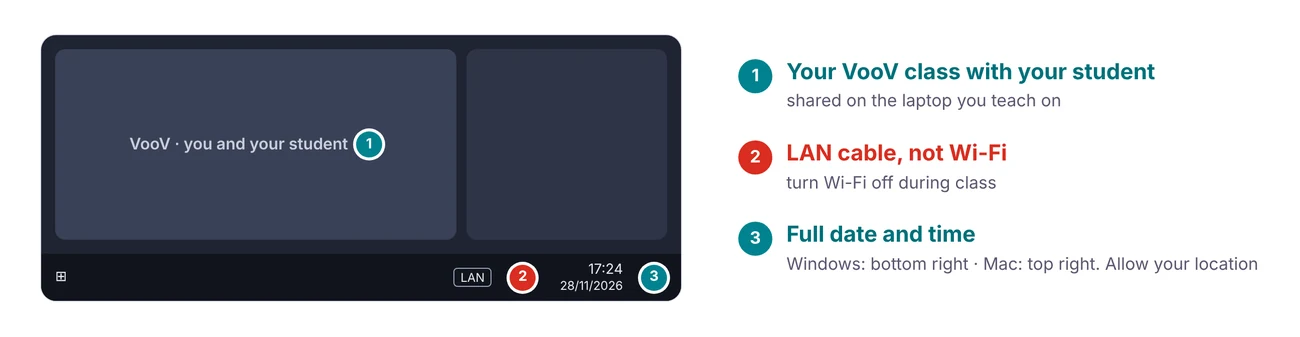 VooV · you and your student 1
LAN 2
17:24
28/11/2026
3
1 Your VooV class with your student
shared on the laptop you teach on
2 LAN cable, not Wi-Fi
turn Wi-Fi off during class
3 Full date and time
Windows: bottom right · Mac: top right. Allow your location